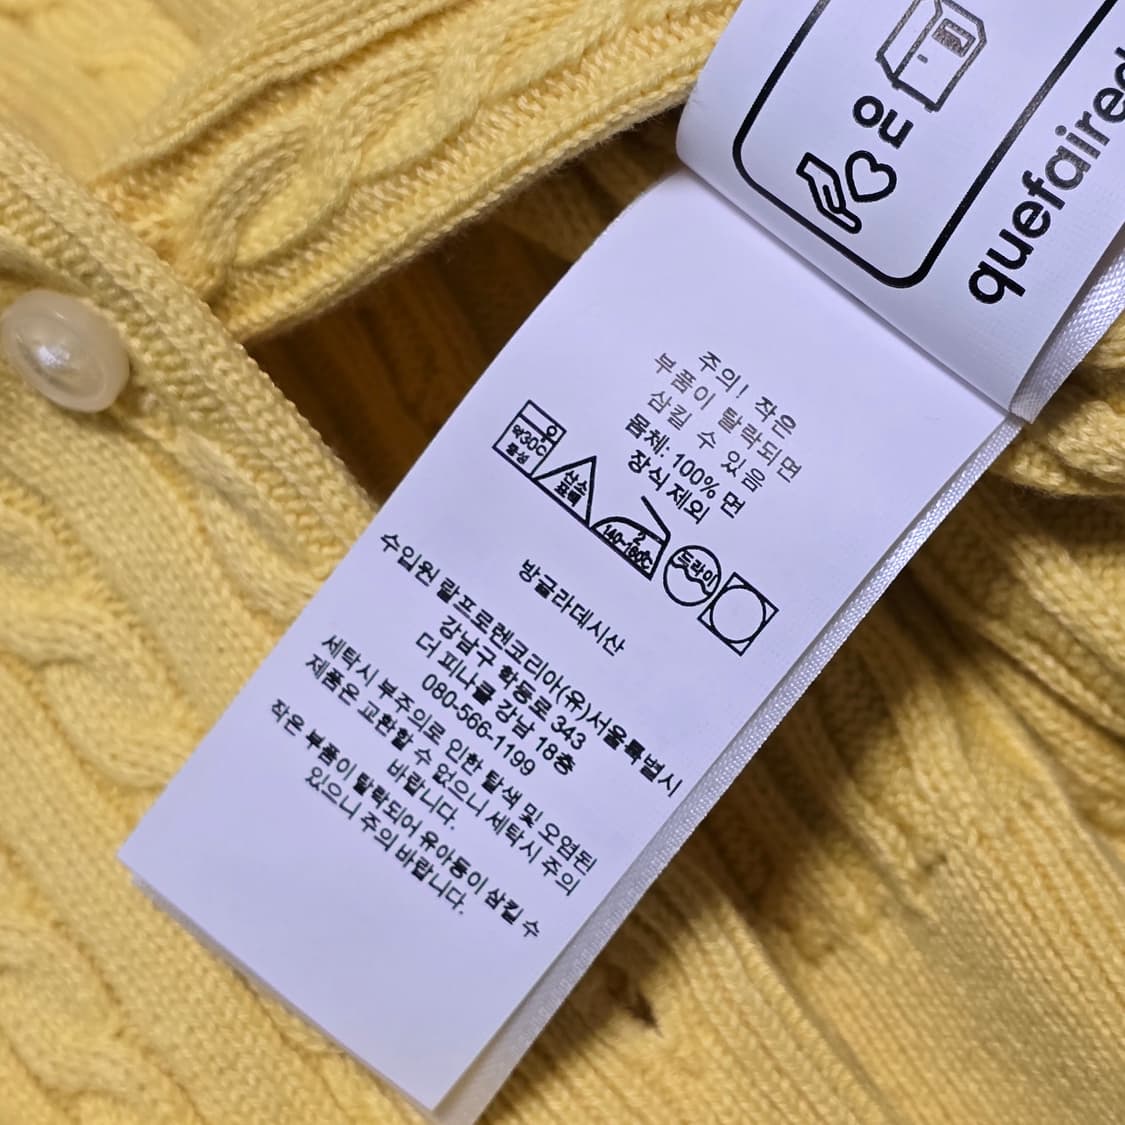 quefaired
주의! 작은
부품이 탈락되면
삼킬 수 있음
몸체: 100% 면
장식 제외
약30℃
중성
산소
표백
2
140~160℃
드라이
방글라데시산
수입원 랄프로렌코리아(유)서울특별시
강남구 학동로 343
더 피나클 강남 18층
080-566-1199
세탁시 부주의로 인한 탈색 및 오염된
제품은 교환할 수 없으니 세탁시 주의
바랍니다.
작은 부품이 탈락되어 유아동이 삼킬 수
있으니 주의 바랍니다.